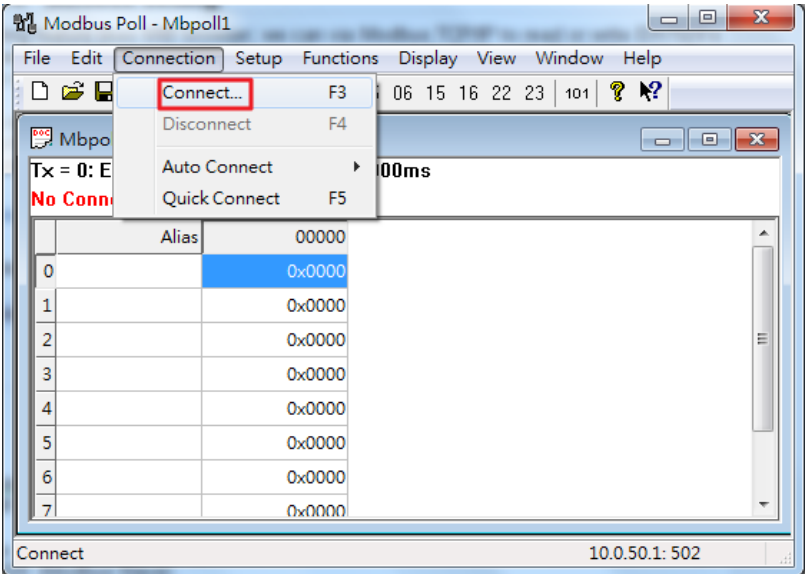 Modbus Poll - Mbpoll1
File Edit Connection Setup Functions Display View Window Help
Connect... F3
06 15 16 22 23 101
Disconnect F4
Mbpo
Auto Connect
Tx = 0: E 00ms
Quick Connect F5
No Conn
Alias 00000
0 0x0000
1 0x0000
2 0x0000
3 0x0000
4 0x0000
5 0x0000
6 0x0000
7 0x0000
Connect 10.0.50.1: 502